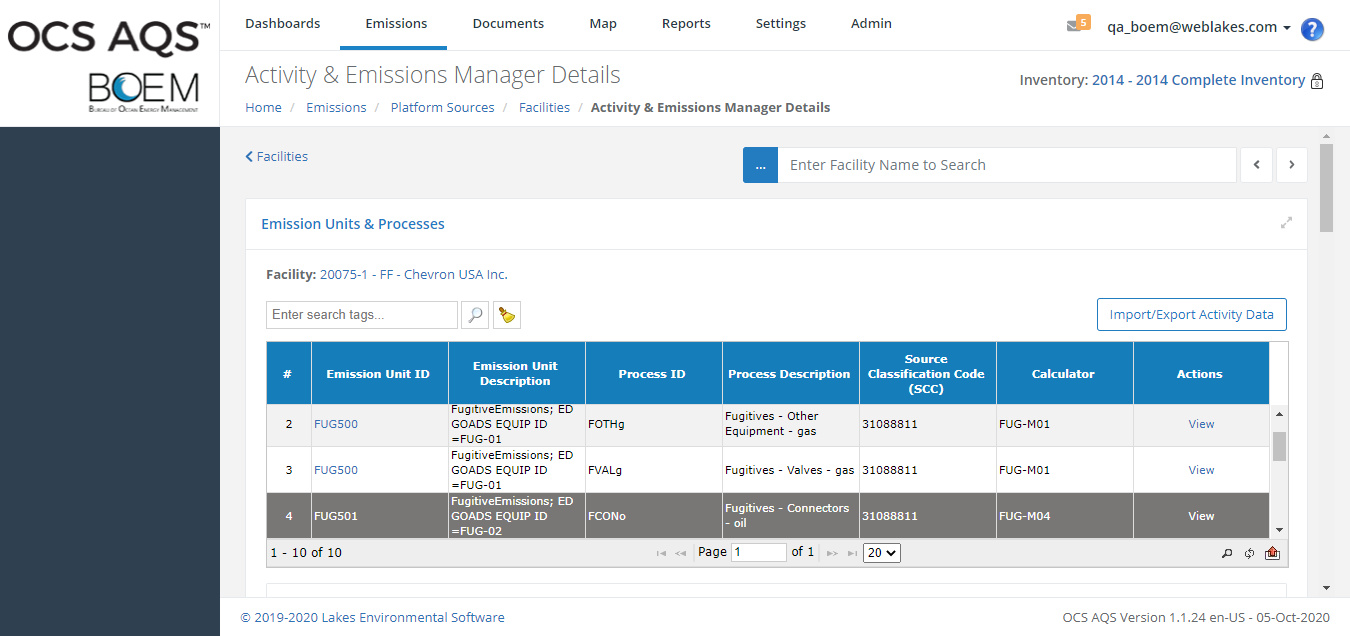 OCS AQS™
BOEM
Bureau of Ocean Energy Management
Dashboards Emissions Documents Map Reports Settings Admin
5 qa_boem@weblakes.com ?
Activity & Emissions Manager Details
Inventory: 2014 - 2014 Complete Inventory
Home / Emissions / Platform Sources / Facilities / Activity & Emissions Manager Details
Facilities
... Enter Facility Name to Search
Emission Units & Processes
Facility: 20075-1 - FF - Chevron USA Inc.
Enter search tags...
Import/Export Activity Data
# Emission Unit ID Emission Unit Description Process ID Process Description Source Classification Code (SCC) Calculator Actions
2 FUG500 FugitiveEmissions; ED GOADS EQUIP ID =FUG-01 FOTHg Fugitives - Other Equipment - gas 31088811 FUG-M01 View
3 FUG500 FugitiveEmissions; ED GOADS EQUIP ID =FUG-01 FVALg Fugitives - Valves - gas 31088811 FUG-M01 View
4 FUG501 FugitiveEmissions; ED GOADS EQUIP ID =FUG-02 FCONo Fugitives - Connectors - oil 31088811 FUG-M04 View
1 - 10 of 10
Page 1 of 1 20
© 2019-2020 Lakes Environmental Software
OCS AQS Version 1.1.24 en-US - 05-Oct-2020